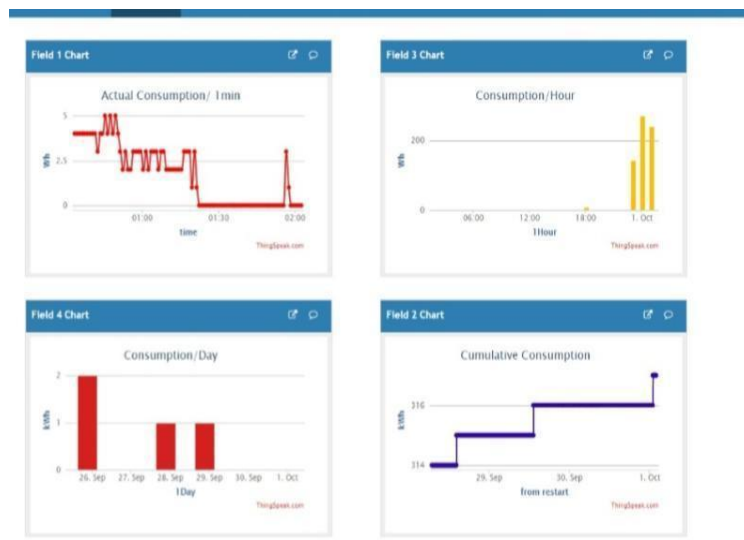 Field 1 Chart
Actual Consumption/ 1min
Wh
5
2.5
0
01:00 01:30 02:00
time
ThingSpeak.com
Field 3 Chart
Consumption/Hour
Wh
200
0
06:00 12:00 18:00 1. Oct
1Hour
ThingSpeak.com
Field 4 Chart
Consumption/Day
kWh
2
1
0
26. Sep 27. Sep 28. Sep 29. Sep 30. Sep 1. Oct
1Day
ThingSpeak.com
Field 2 Chart
Cumulative Consumption
kWh
316
314
29. Sep 30. Sep 1. Oct
from restart
ThingSpeak.com